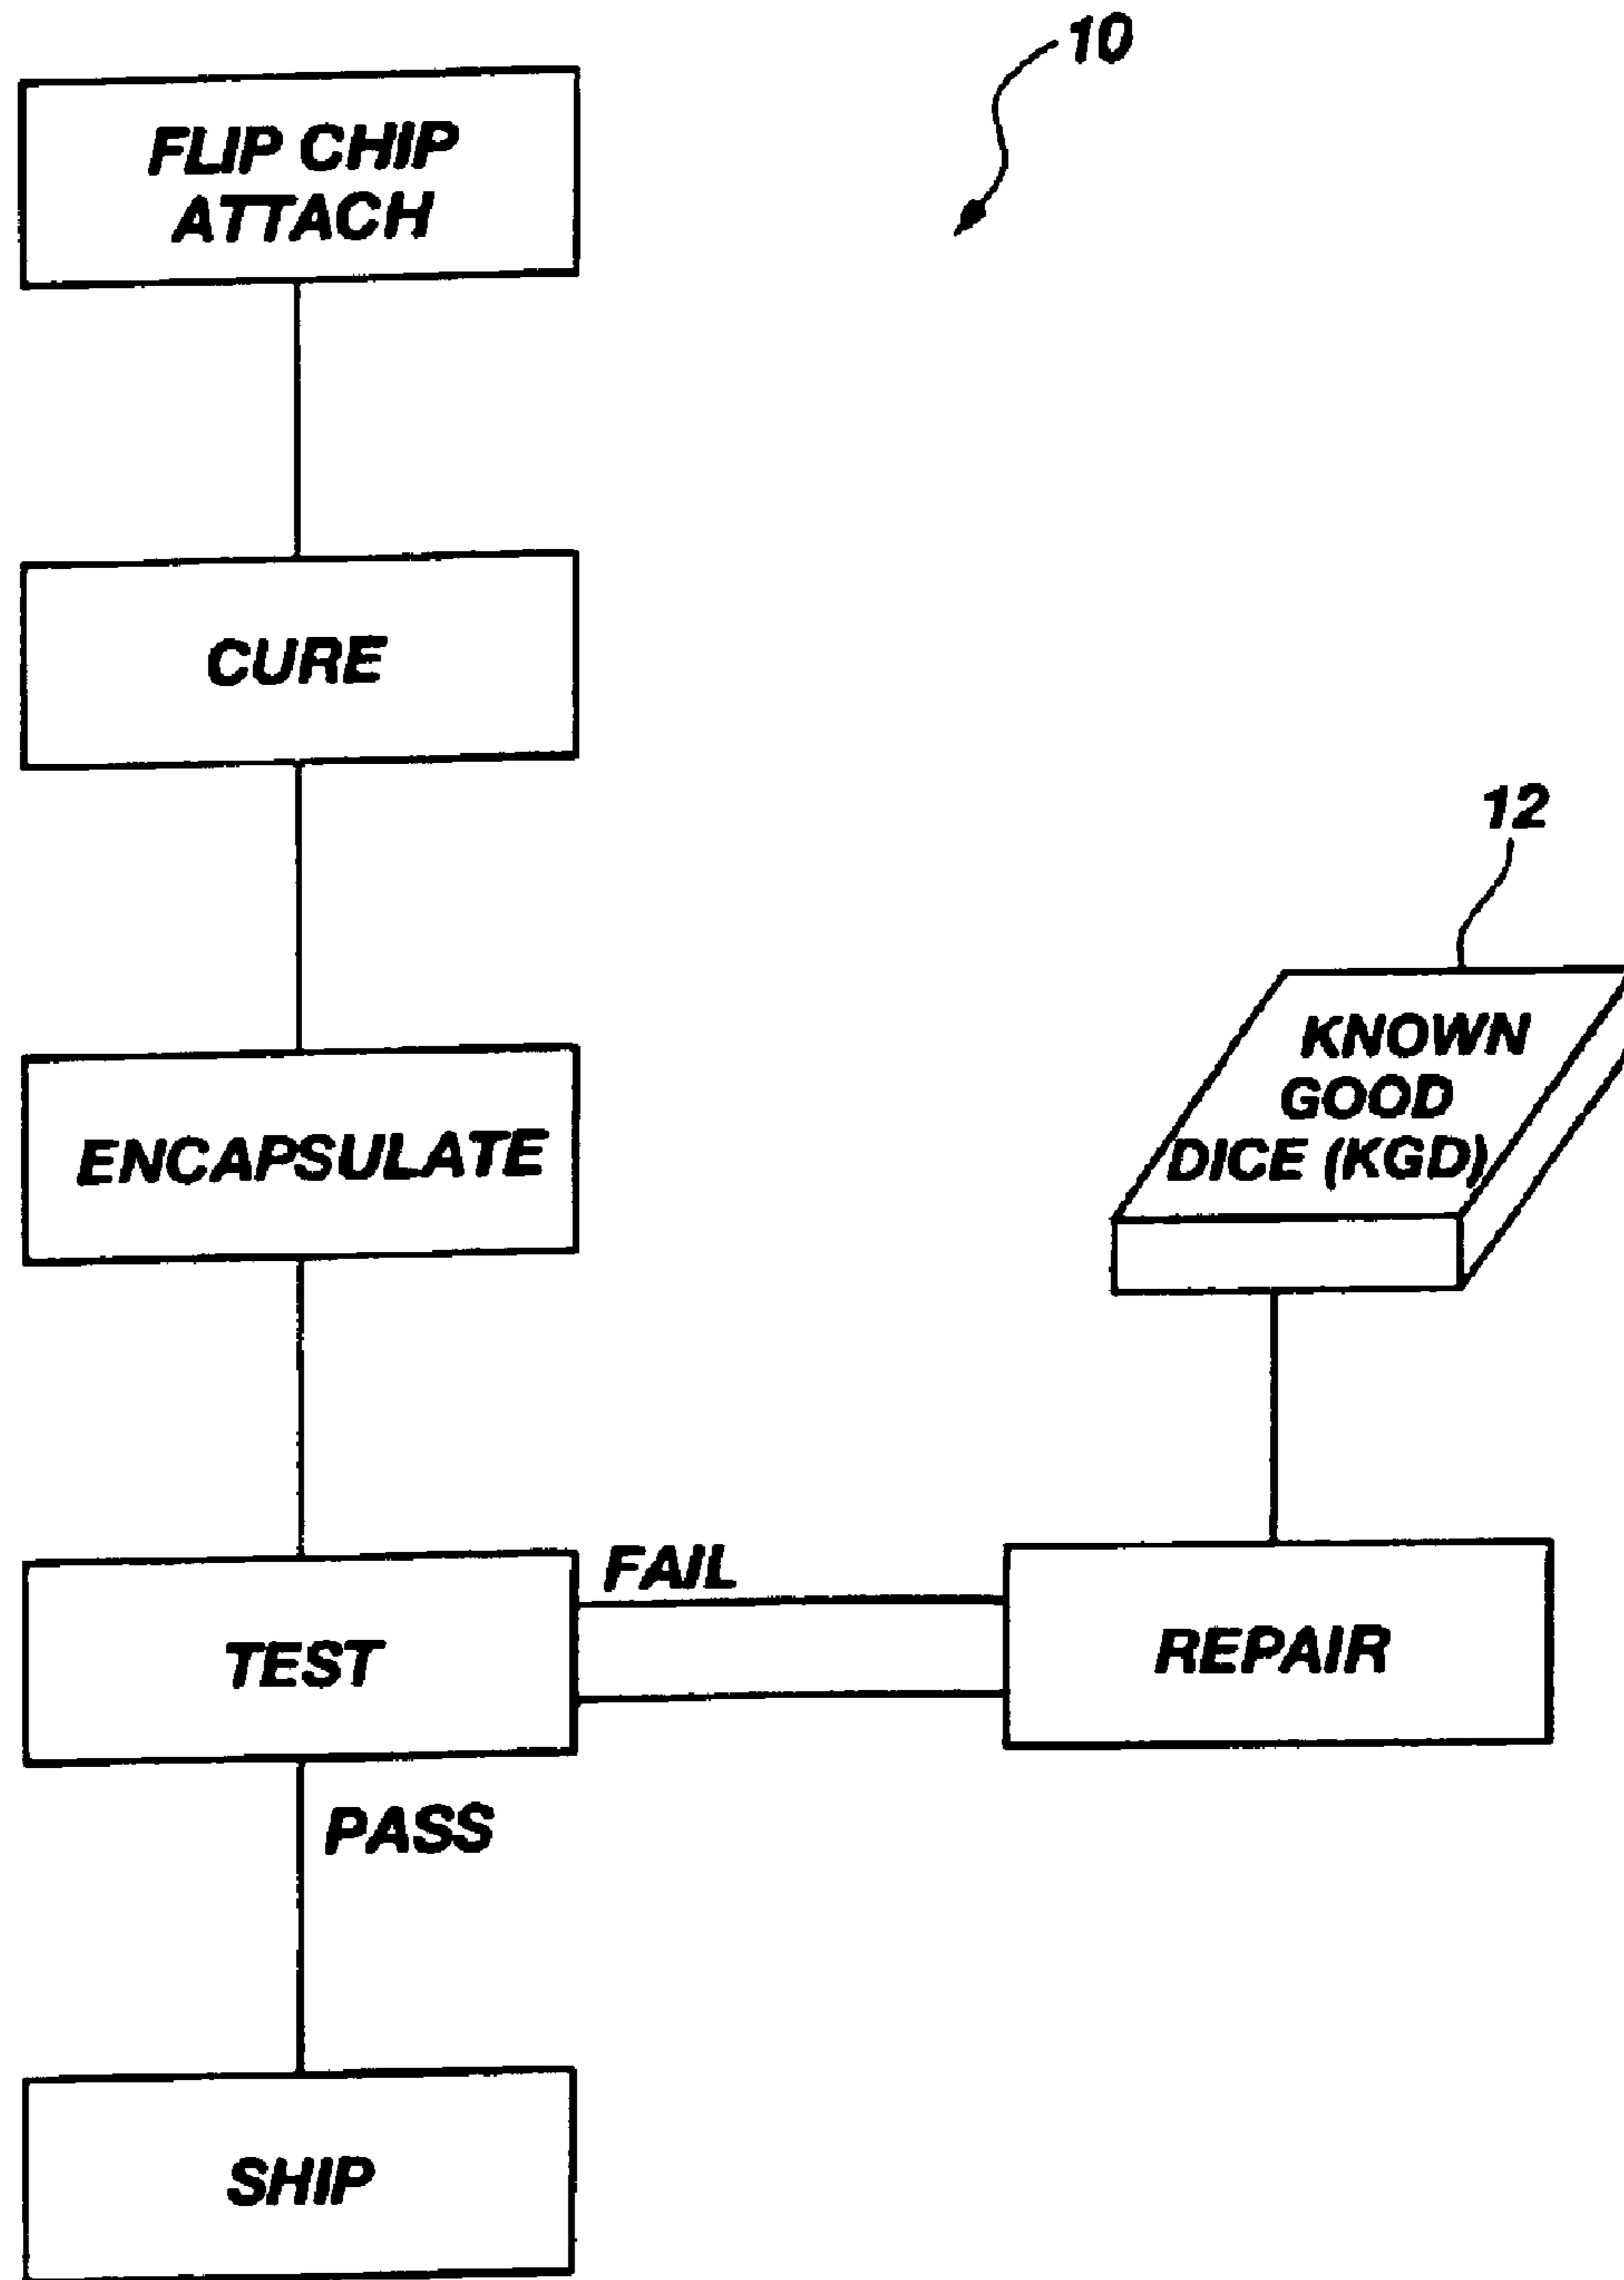 10
FLIP CHIP
ATTACH
CURE
12
KNOWN
GOOD
DICE (KGD)
ENCAPSULATE
FAIL
TEST
REPAIR
PASS
SHIP